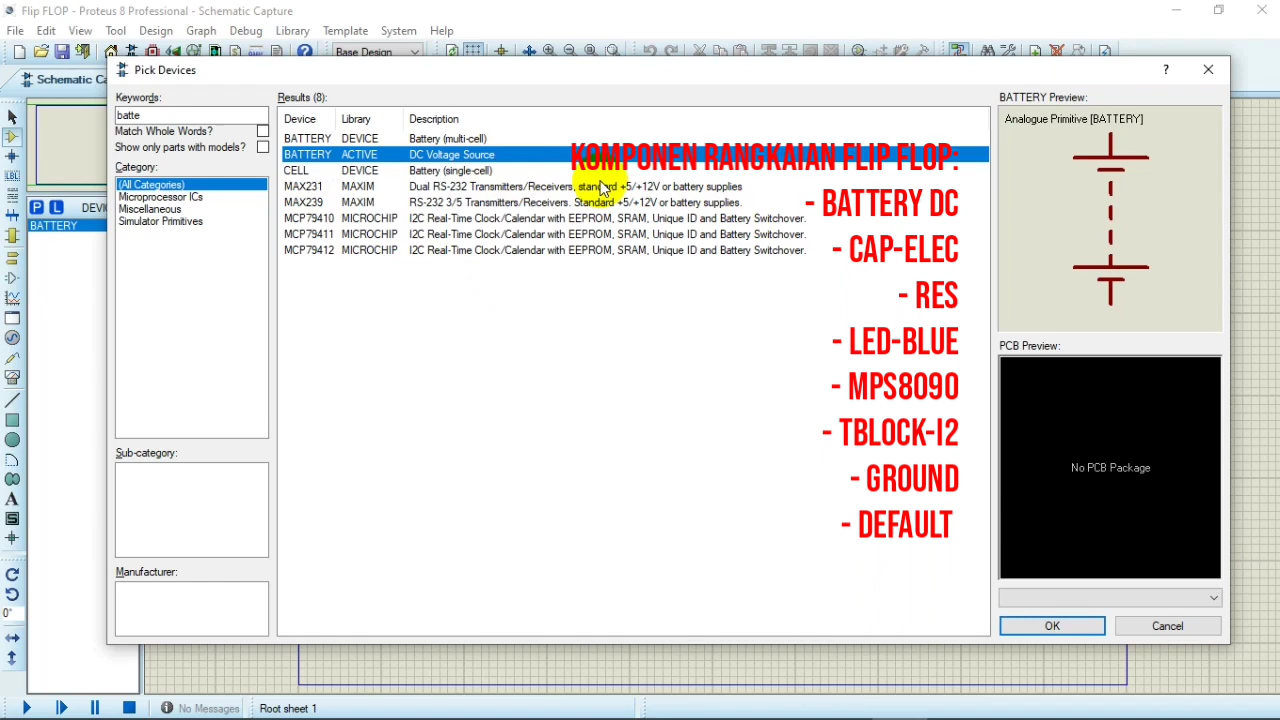 Flip FLOP - Proteus 8 Professional - Schematic Capture
File Edit View Tool Design Graph Debug Library Template System Help
Base Design
Schematic Ca
Pick Devices
?
Keywords:
batte
Match Whole Words?
Show only parts with models?
Category:
(All Categories)
Microprocessor ICs
Miscellaneous
Simulator Primitives
Sub-category:
Manufacturer:
P L DEVI
BATTERY
LBL
A
S
0°
Results (8):
Device Library Description
BATTERY DEVICE Battery (multi-cell)
BATTERY ACTIVE DC Voltage Source
CELL DEVICE Battery (single-cell)
MAX231 MAXIM Dual RS-232 Transmitters/Receivers, standard +5/+12V or battery supplies
MAX239 MAXIM RS-232 3/5 Transmitters/Receivers. Standard +5/+12V or battery supplies.
MCP79410 MICROCHIP I2C Real-Time Clock/Calendar with EEPROM, SRAM, Unique ID and Battery Switchover.
MCP79411 MICROCHIP I2C Real-Time Clock/Calendar with EEPROM, SRAM, Unique ID and Battery Switchover.
MCP79412 MICROCHIP I2C Real-Time Clock/Calendar with EEPROM, SRAM, Unique ID and Battery Switchover.
KOMPONEN RANGKAIAN FLIP FLOP:
- BATTERY DC
- CAP-ELEC
- RES
- LED-BLUE
- MPS8090
- TBLOCK-I2
- GROUND
- DEFAULT
BATTERY Preview:
Analogue Primitive [BATTERY]
PCB Preview:
No PCB Package
OK Cancel
No Messages Root sheet 1